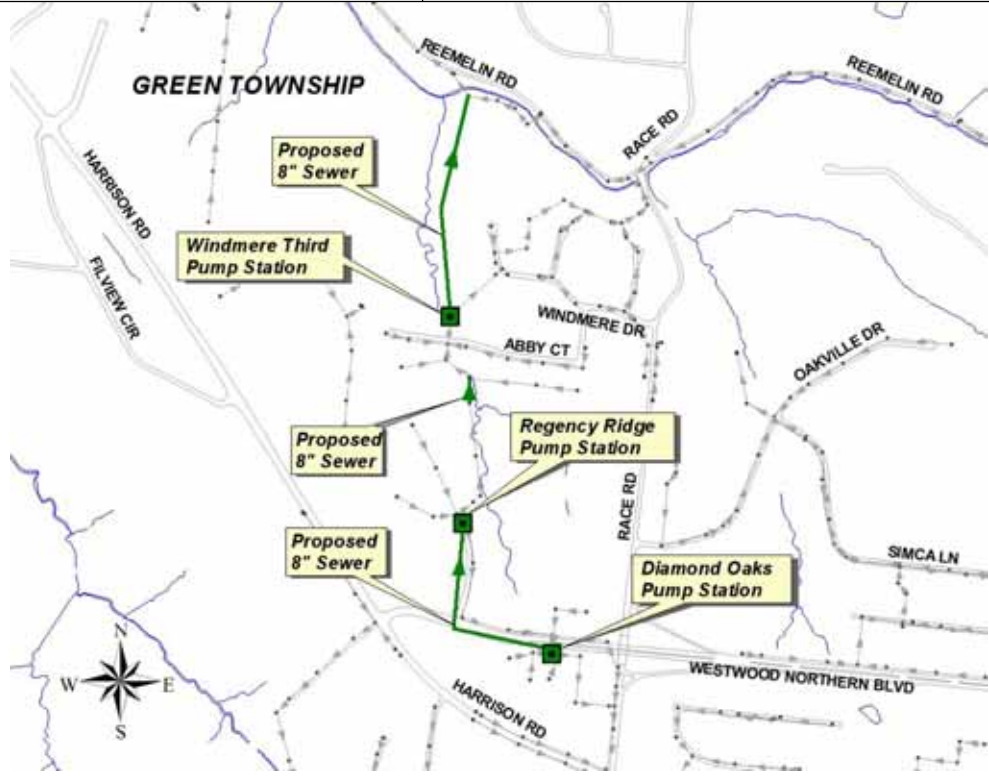 REEMELIN RD
REEMELIN RD
GREEN TOWNSHIP
RACE RD
Proposed
8" Sewer
HARRISON RD
Windmere Third
Pump Station
FILVIEW CIR
WINDMERE DR
ABBY CT
OAKVILLE DR
Regency Ridge
Pump Station
Proposed
8" Sewer
RACE RD
Proposed
8" Sewer
SIMCA LN
Diamond Oaks
Pump Station
N
W E
S
WESTWOOD NORTHERN BLVD
HARRISON RD